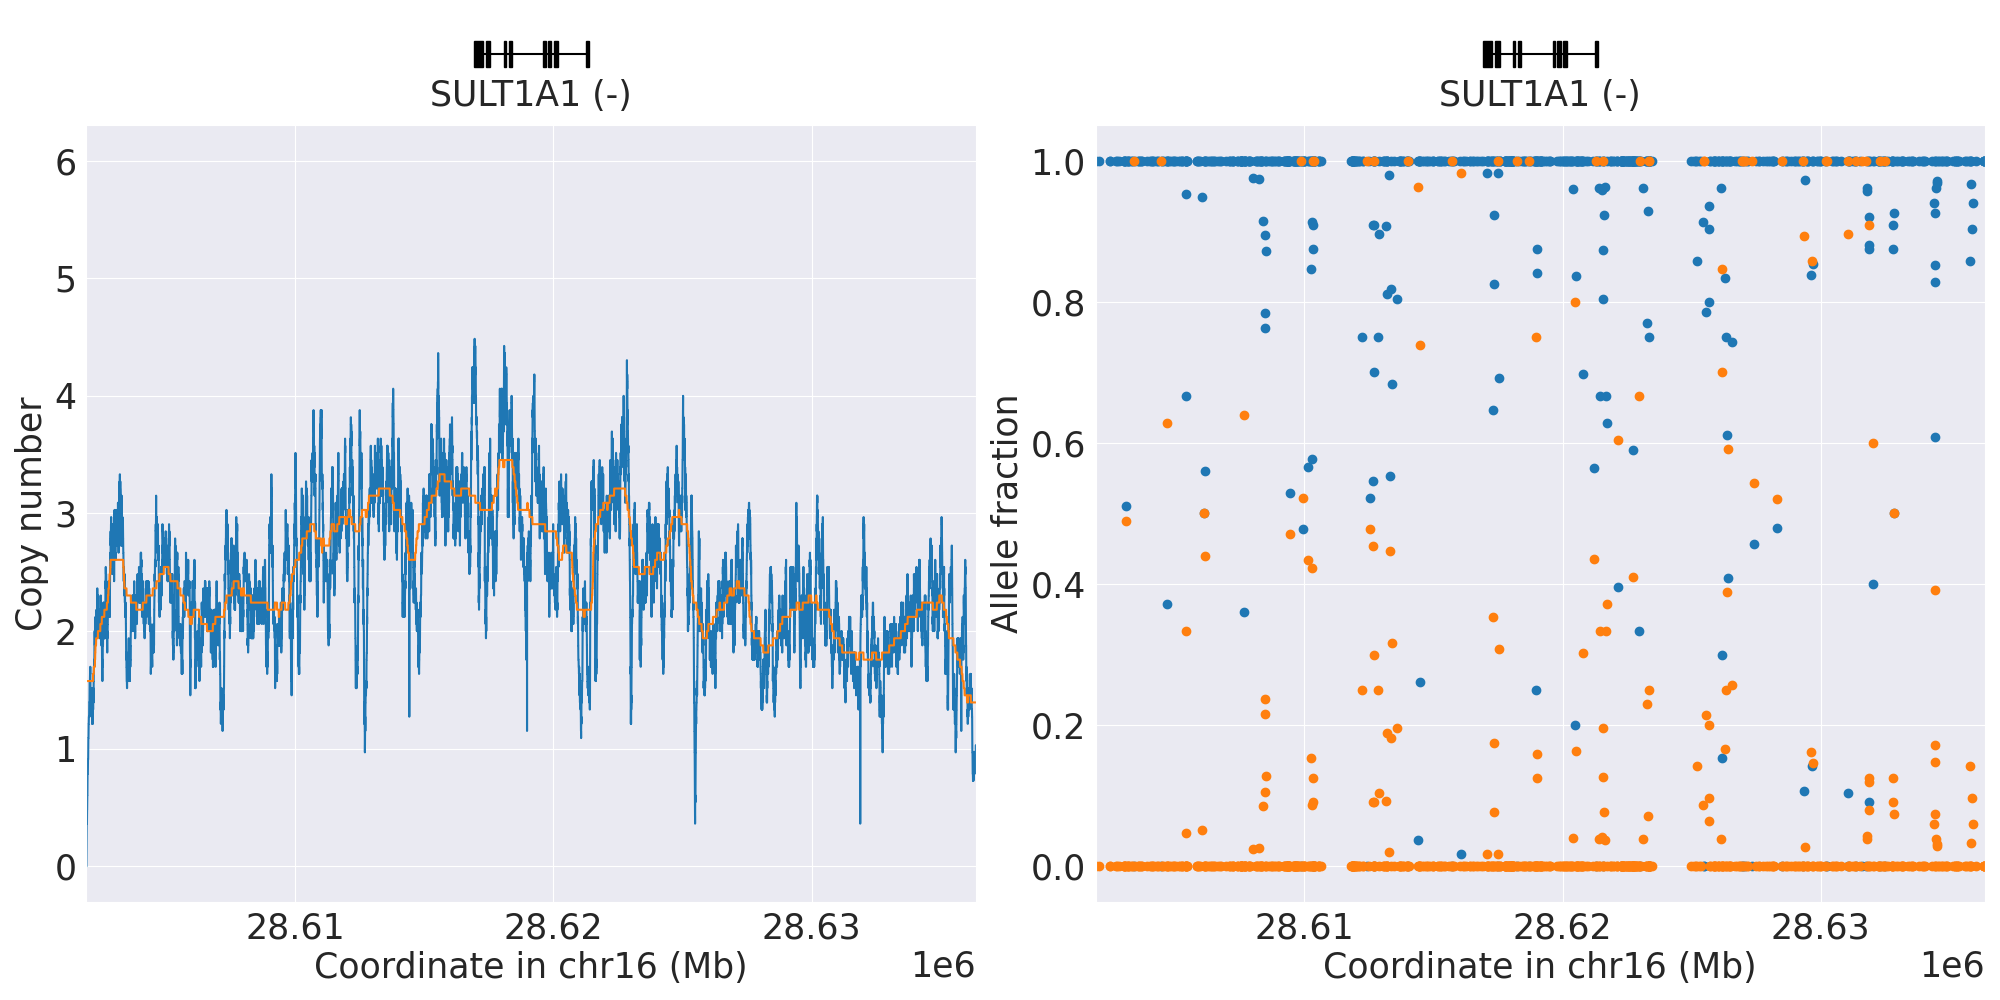 SULT1A1 (-)
6
5
4
3
2
1
0
Copy number
28.61
28.62
28.63
Coordinate in chr16 (Mb)
1e6
SULT1A1 (-)
1.0
0.8
0.6
0.4
0.2
0.0
Allele fraction
28.61
28.62
28.63
Coordinate in chr16 (Mb)
1e6